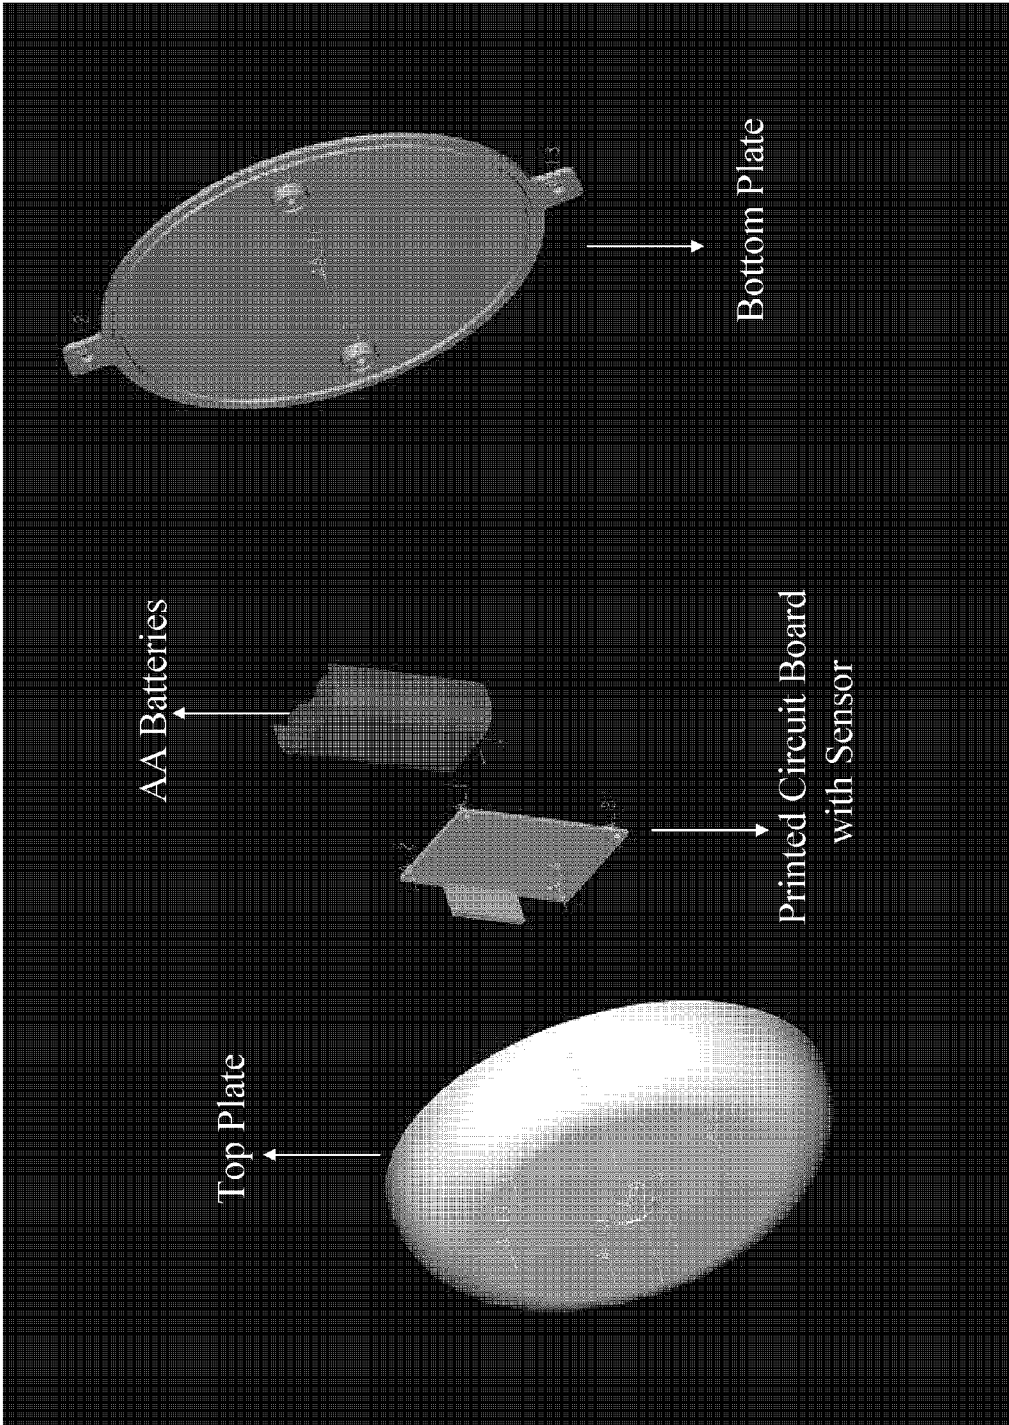 Top Plate
AA Batteries
Printed Circuit Board
with Sensor
Bottom Plate